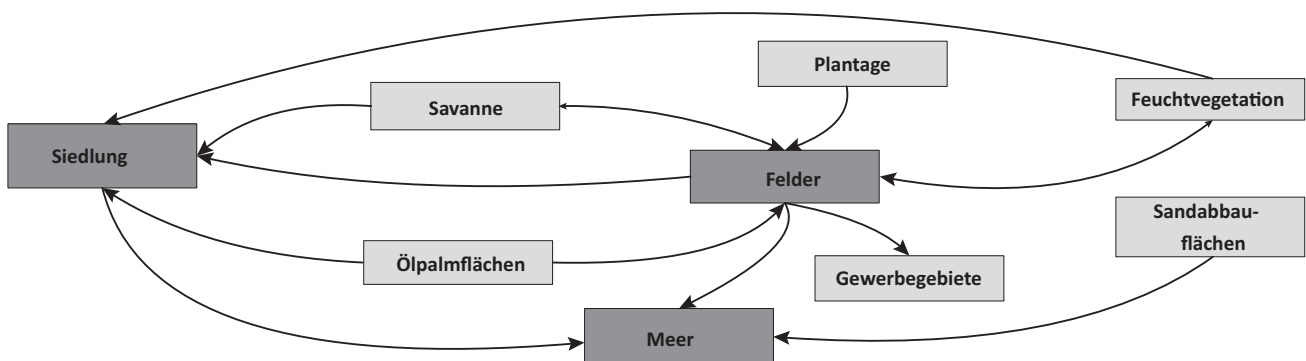 Plantage
Feuchtvegetation
Savanne
Siedlung
Felder
Sandabbau-
flächen
Ölpalmflächen
Gewerbegebiete
Meer